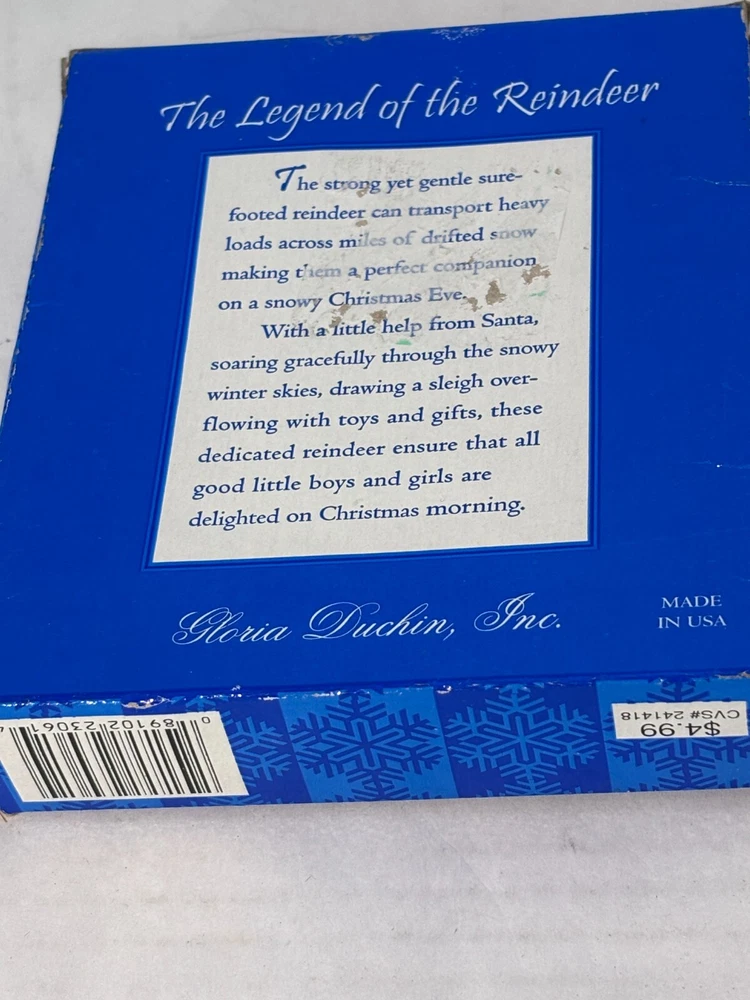 The Legend of the Reindeer
The strong yet gentle sure-
footed reindeer can transport heavy
loads across miles of drifted snow
making them a perfect companion
on a snowy Christmas Eve.
With a little help from Santa,
soaring gracefully through the snowy
winter skies, drawing a sleigh over-
flowing with toys and gifts, these
dedicated reindeer ensure that all
good little boys and girls are
delighted on Christmas morning.
Gloria Duchin, Inc.
MADE
IN USA
0 89102 23061
CVS# 241418
$4.99